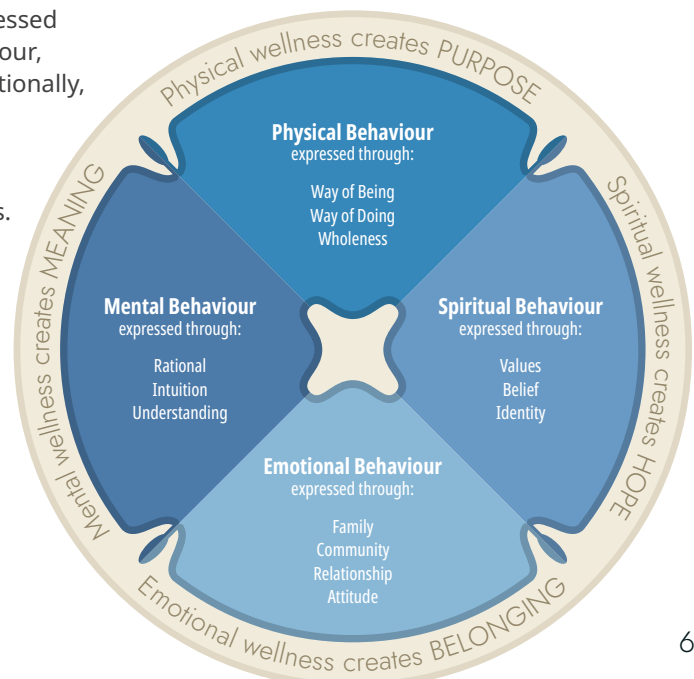 essed
our,
tionally,
s.
Physical wellness creates PURPOSE
Physical Behaviour
expressed through:
Way of Being
Way of Doing
Wholeness
Mental wellness creates MEANING
Mental Behaviour
expressed through:
Rational
Intuition
Understanding
Spiritual Behaviour
expressed through:
Values
Belief
Identity
Spiritual wellness creates HOPE
Emotional Behaviour
expressed through:
Family
Community
Relationship
Attitude
Emotional wellness creates BELONGING
6